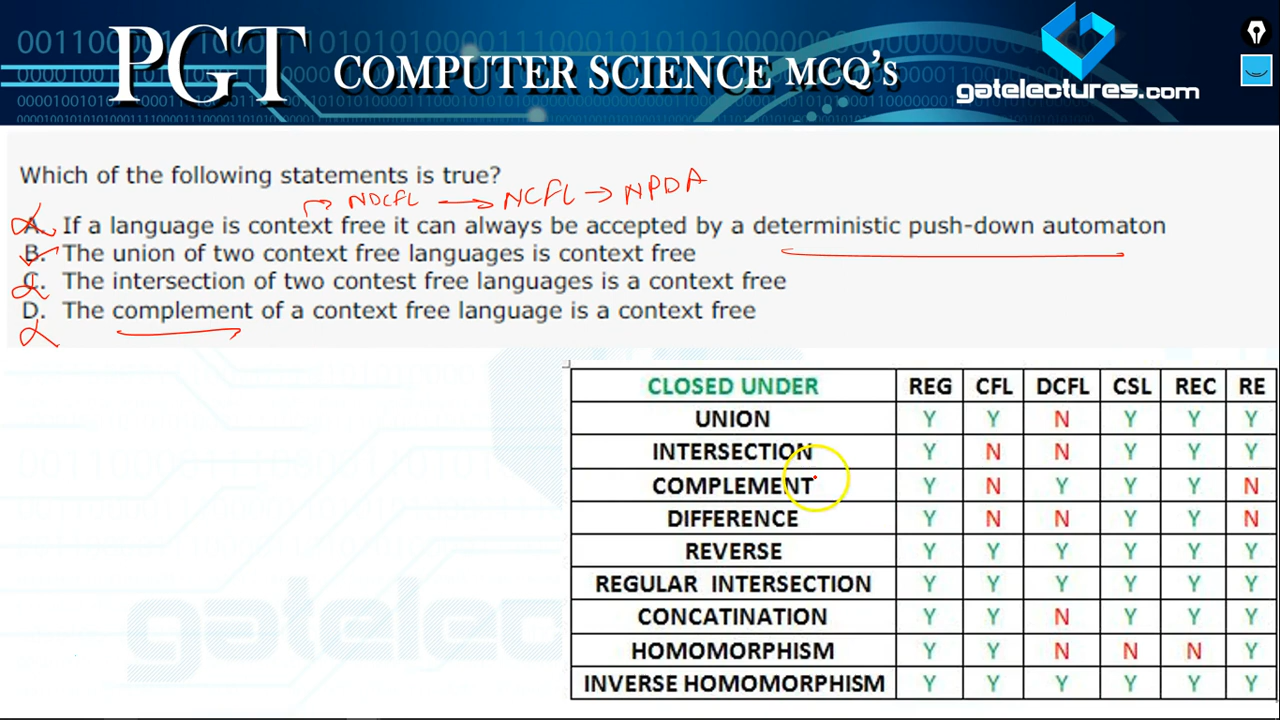 PGT COMPUTER SCIENCE MCQ's
gatelectures.com
Which of the following statements is true?
NDCFL → NCFL → NPDA
A. If a language is context free it can always be accepted by a deterministic push-down automaton
B. The union of two context free languages is context free
C. The intersection of two contest free languages is a context free
D. The complement of a context free language is a context free
CLOSED UNDER REG CFL DCFL CSL REC RE
UNION Y Y N Y Y Y
INTERSECTION Y N N Y Y Y
COMPLEMENT Y N Y Y Y N
DIFFERENCE Y N N Y Y N
REVERSE Y Y Y Y Y Y
REGULAR INTERSECTION Y Y Y Y Y Y
CONCATINATION Y Y N Y Y Y
HOMOMORPHISM Y Y N N N Y
INVERSE HOMOMORPHISM Y Y Y Y Y Y